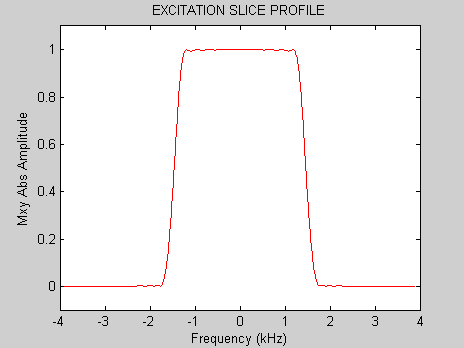 EXCITATION SLICE PROFILE
1
0.8
0.6
0.4
0.2
0
Mxy Abs Amplitude
-4 -3 -2 -1 0 1 2 3 4
Frequency (kHz)